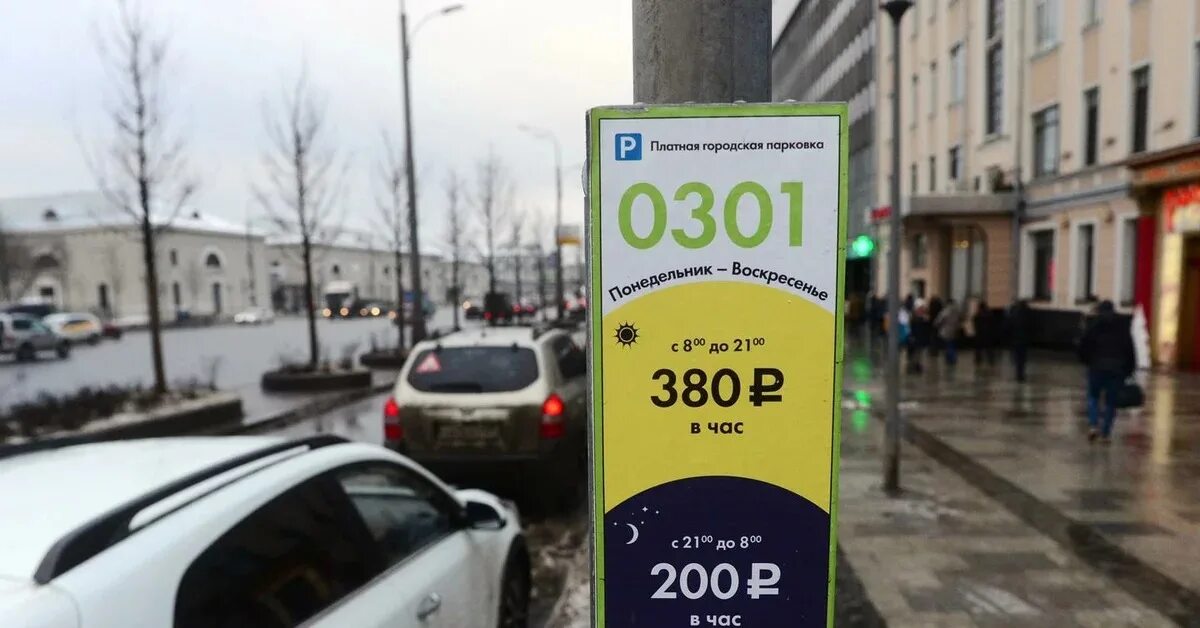 P Платная городская парковка
0301
Понедельник – Воскресенье
с 8⁰⁰ до 21⁰⁰
380 ₽
в час
с 21⁰⁰ до 8⁰⁰
200 ₽
в час